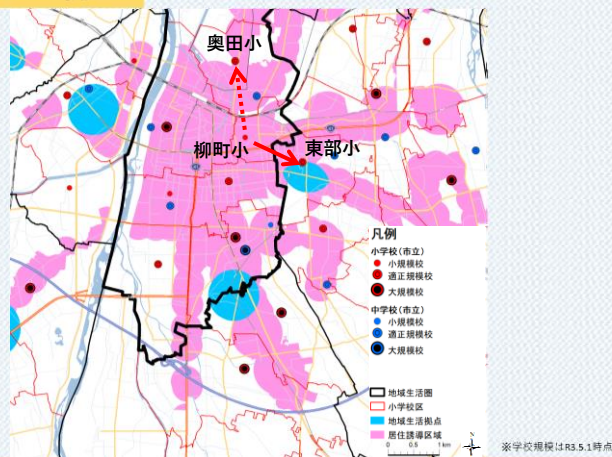 奥田小
柳町小
東部小
凡例
小学校(市立)
小規模校
適正規模校
大規模校
中学校(市立)
小規模校
適正規模校
大規模校
地域生活圏
小学校区
地域生活拠点
居住誘導区域
0 0.5 1km
※学校規模はR3.5.1時点